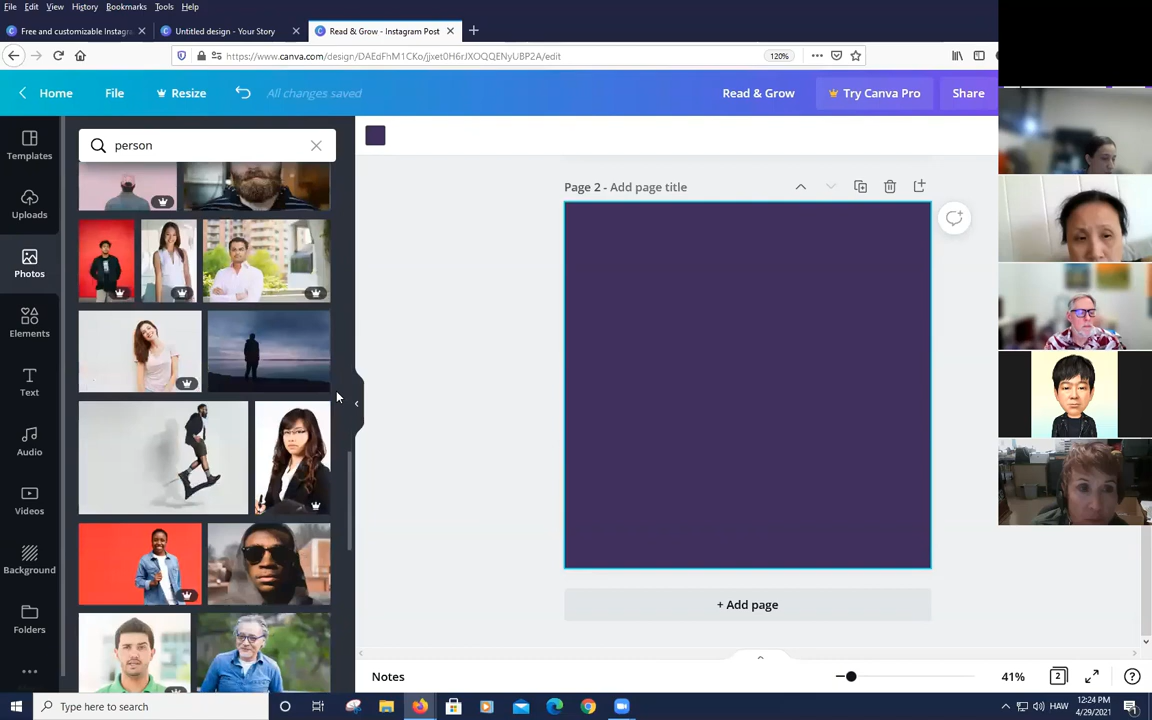 File Edit View History Bookmarks Tools Help
Free and customizable Instagra
Untitled design - Your Story
Read & Grow - Instagram Post
https://www.canva.com/design/DAEdFhM1CKo/jjxet0H6rJXOQQENyUBP2A/edit
120%
Home
File
Resize
All changes saved
Read & Grow
Try Canva Pro
Share
Templates
Uploads
Photos
Elements
Text
Audio
Videos
Background
Folders
person
Page 2 - Add page title
+ Add page
Notes
41%
2
?
Type here to search
HAW
12:24 PM
4/29/2021
1